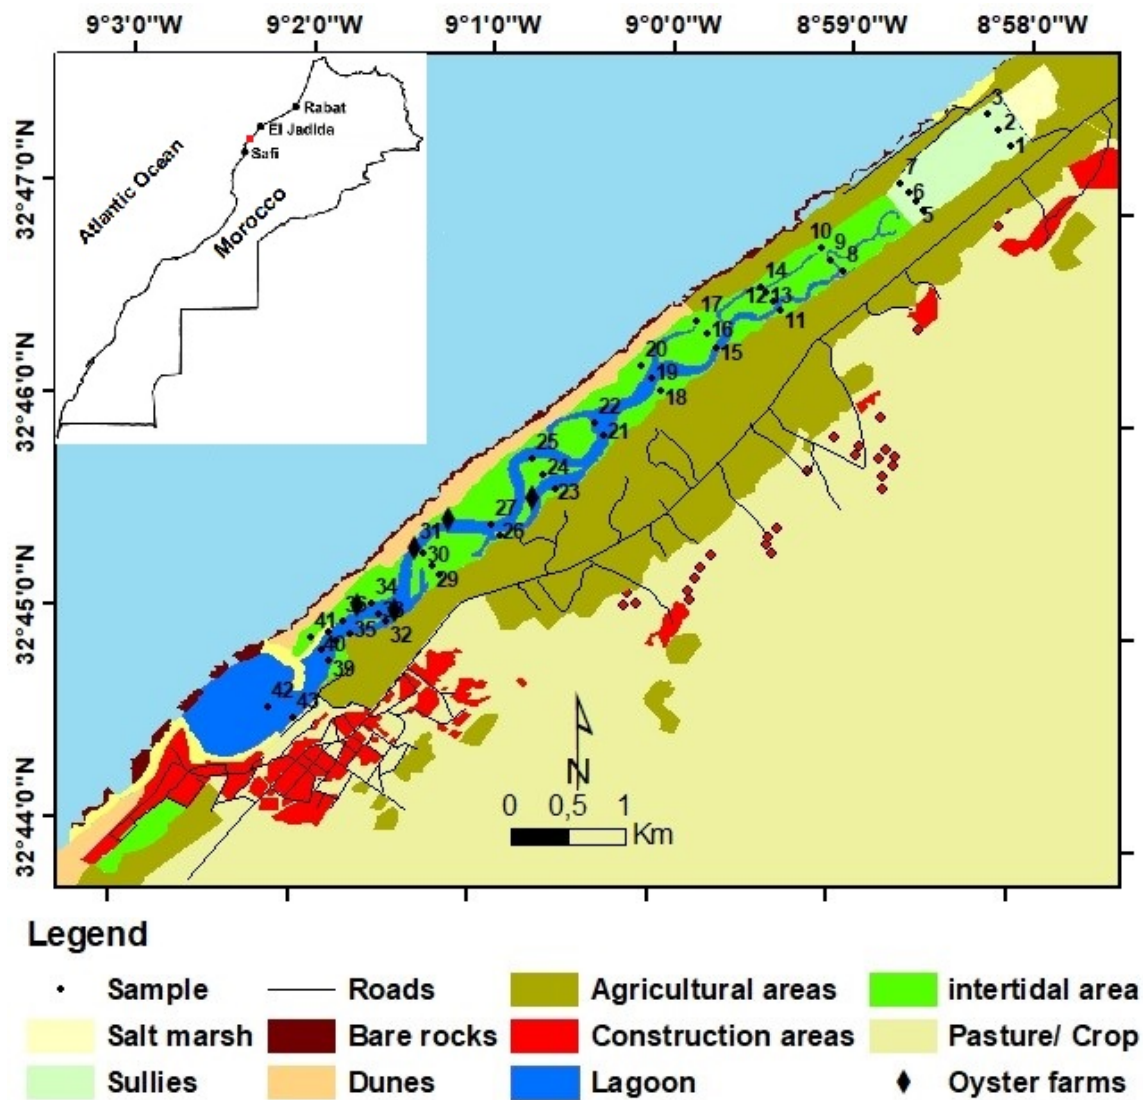 9°3'0"W 9°2'0"W 9°1'0"W 9°0'0"W 8°59'0"W 8°58'0"W
Rabat
El Jadida
Safi
Atlantic Ocean
Morocco
32°47'0"N
32°46'0"N
32°45'0"N
32°44'0"N
3
2
1
7
6
5
10
9
8
14
12
13
11
17
16
15
20
19
18
22
21
25
24
23
27
26
31
30
29
34
32
35
41
40
39
42
43
N
0 0,5 1
Km
Legend
Sample Roads Agricultural areas intertidal area
Salt marsh Bare rocks Construction areas Pasture/ Crop
Sullies Dunes Lagoon Oyster farms